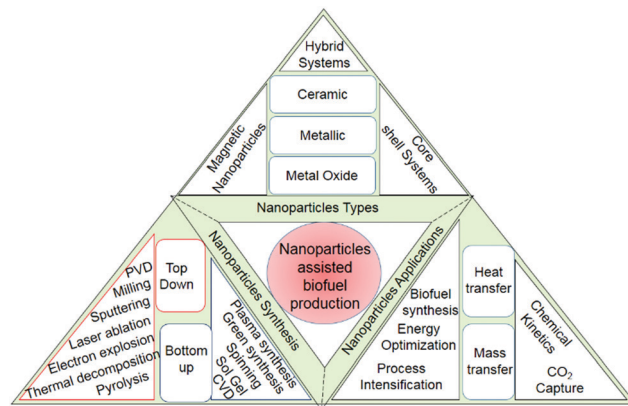 Hybrid
Systems
Ceramic
Metallic
Metal Oxide
Magnetic
Nanoparticles
Core
shell Systems
Nanoparticles Types
Nanoparticles
assisted
biofuel
production
Nanoparticles Synthesis
Nanoparticles Applications
PVD
Milling
Sputtering
Laser ablation
Electron explosion
Thermal decomposition
Pyrolysis
Top
Down
Bottom
up
Plasma synthesis
Green synthesis
Spinning
Sol Gel
CVD
Biofuel
synthesis
Energy
Optimization
Process
Intensification
Heat
transfer
Mass
transfer
Chemical
Kinetics
CO₂
Capture